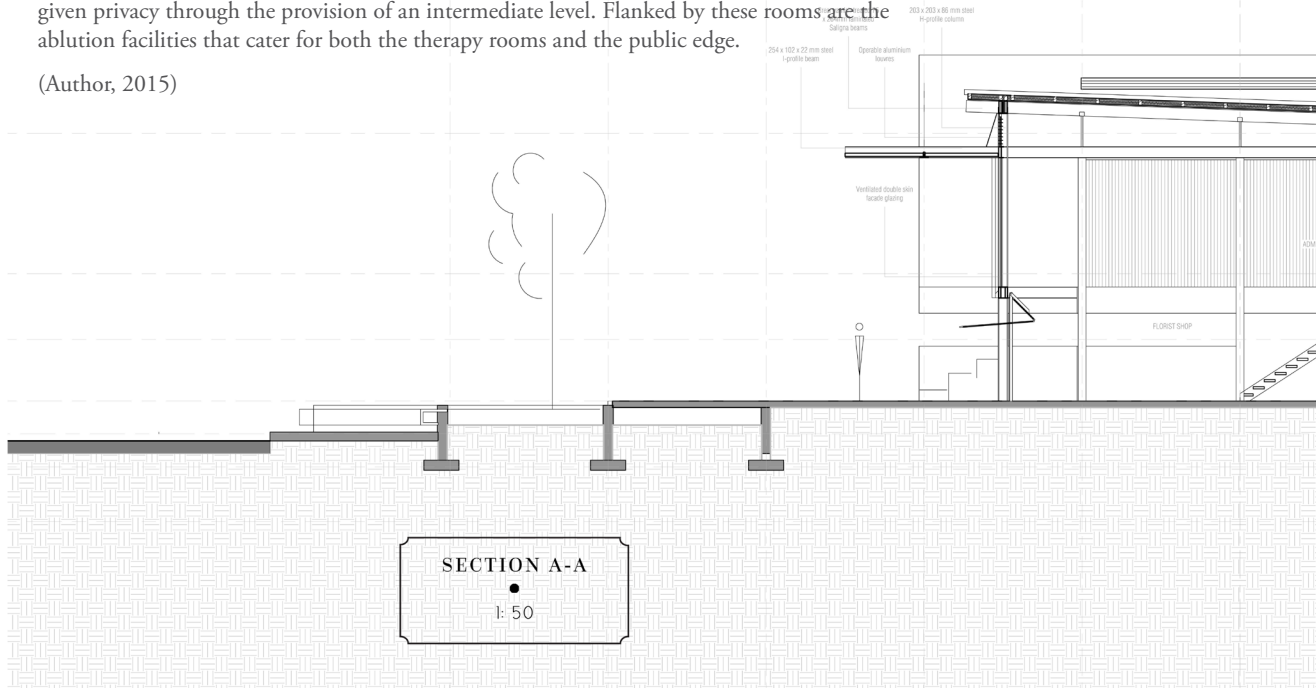 given privacy through the provision of an intermediate level. Flanked by these rooms are the
ablution facilities that cater for both the therapy rooms and the public edge.
(Author, 2015)
Saligna beams
203 x 203 x 86 mm steel
H-profile column
254 x 102 x 22 mm steel
I-profile beam
Operable aluminium
louvres
Ventilated double skin
facade glazing
ADM
FLORIST SHOP
SECTION A-A
1: 50